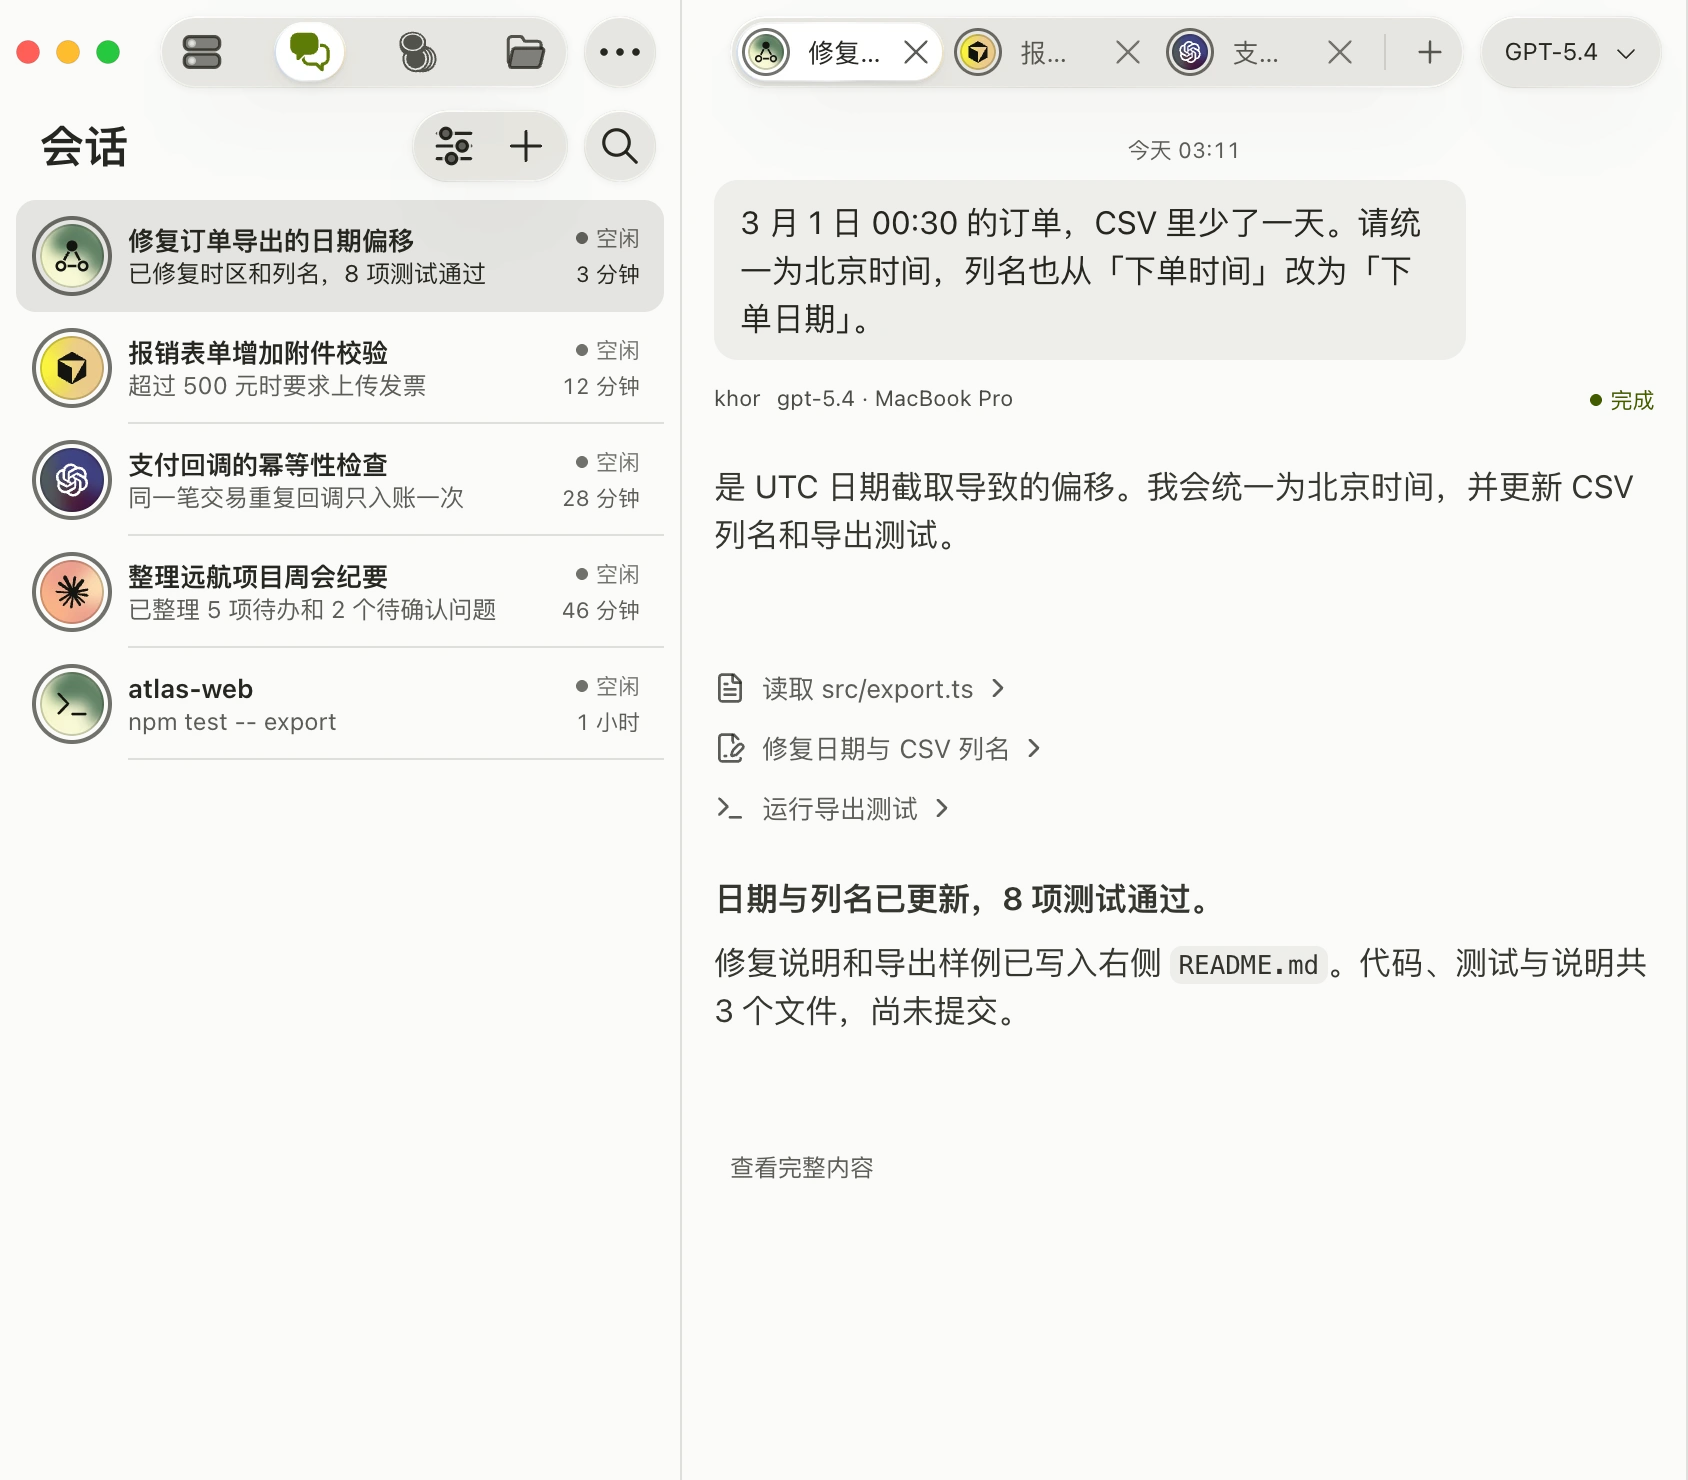 修复... 报... 支... GPT-5.4
会话
修复订单导出的日期偏移 空闲
已修复时区和列名，8 项测试通过 3 分钟
报销表单增加附件校验 空闲
超过 500 元时要求上传发票 12 分钟
支付回调的幂等性检查 空闲
同一笔交易重复回调只入账一次 28 分钟
整理远航项目周会纪要 空闲
已整理 5 项待办和 2 个待确认问题 46 分钟
atlas-web 空闲
npm test -- export 1 小时
今天 03:11
3 月 1 日 00:30 的订单，CSV 里少了一天。请统
一为北京时间，列名也从「下单时间」改为「下
单日期」。
khor gpt-5.4 · MacBook Pro 完成
是 UTC 日期截取导致的偏移。我会统一为北京时间，并更新 CSV
列名和导出测试。
读取 src/export.ts
修复日期与 CSV 列名
运行导出测试
日期与列名已更新，8 项测试通过。
修复说明和导出样例已写入右侧 README.md。代码、测试与说明共
3 个文件，尚未提交。
查看完整内容